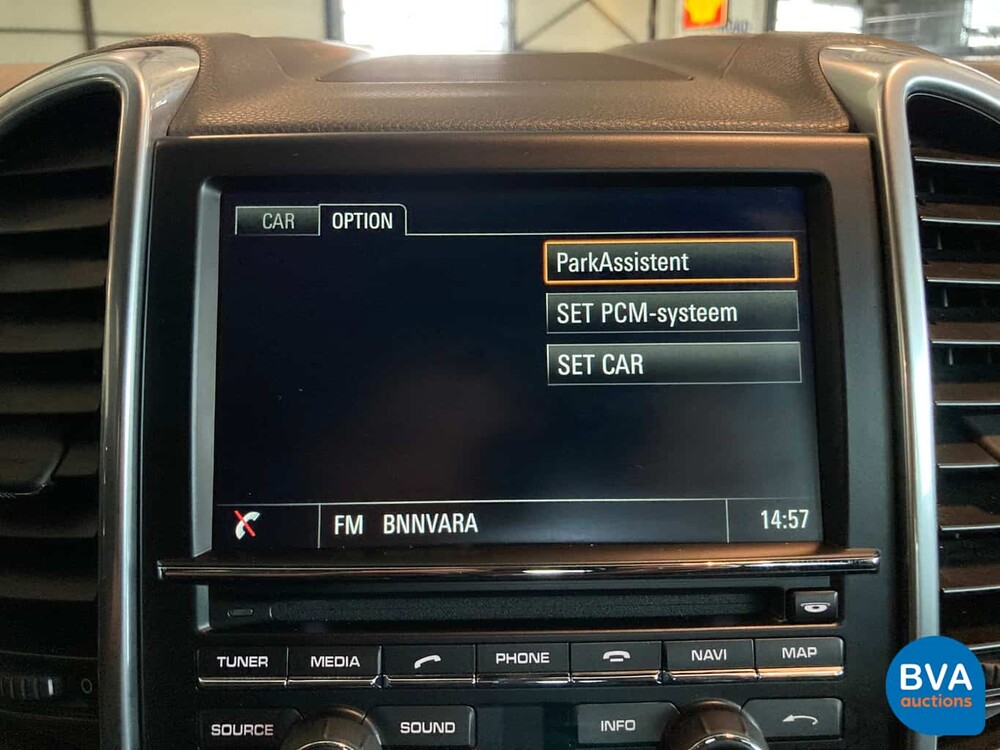 CAR OPTION
ParkAssistent
SET PCM-systeem
SET CAR
FM BNNVARA 14:57
TUNER MEDIA PHONE NAVI MAP
SOURCE SOUND INFO
BVA
auctions